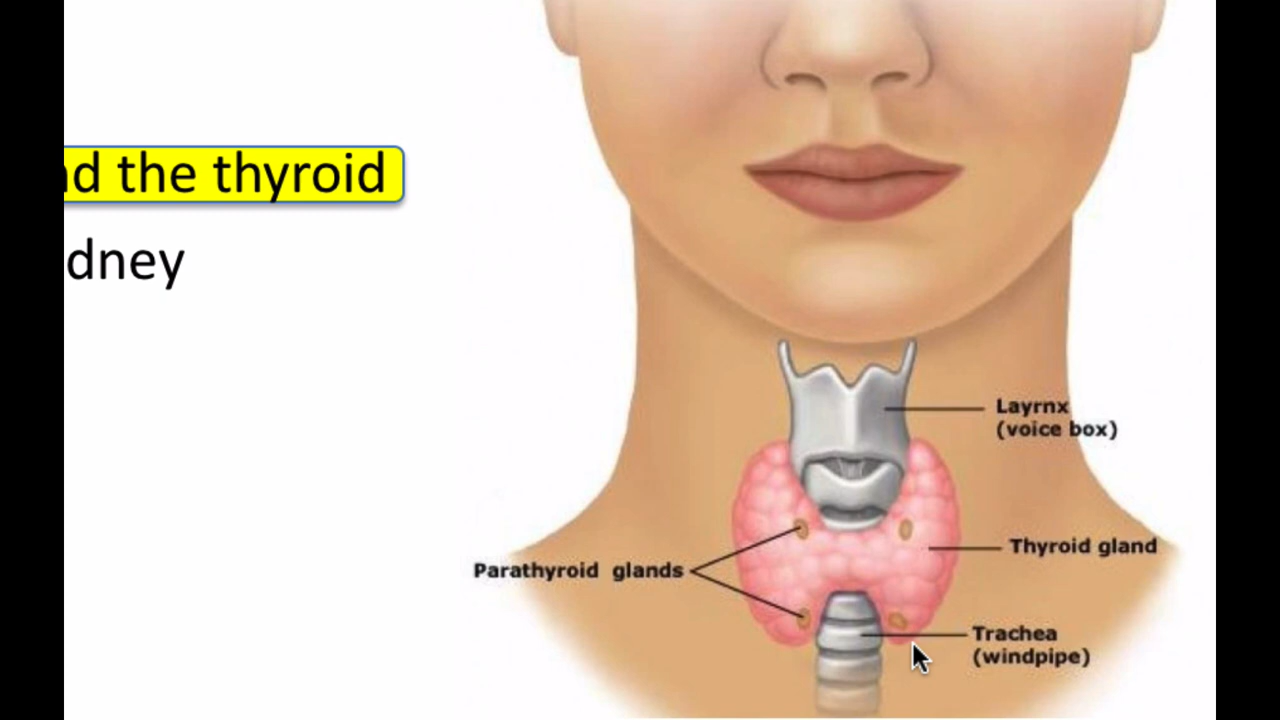 nd the thyroid
dney
Layrnx
(voice box)
Thyroid gland
Parathyroid glands
Trachea
(windpipe)